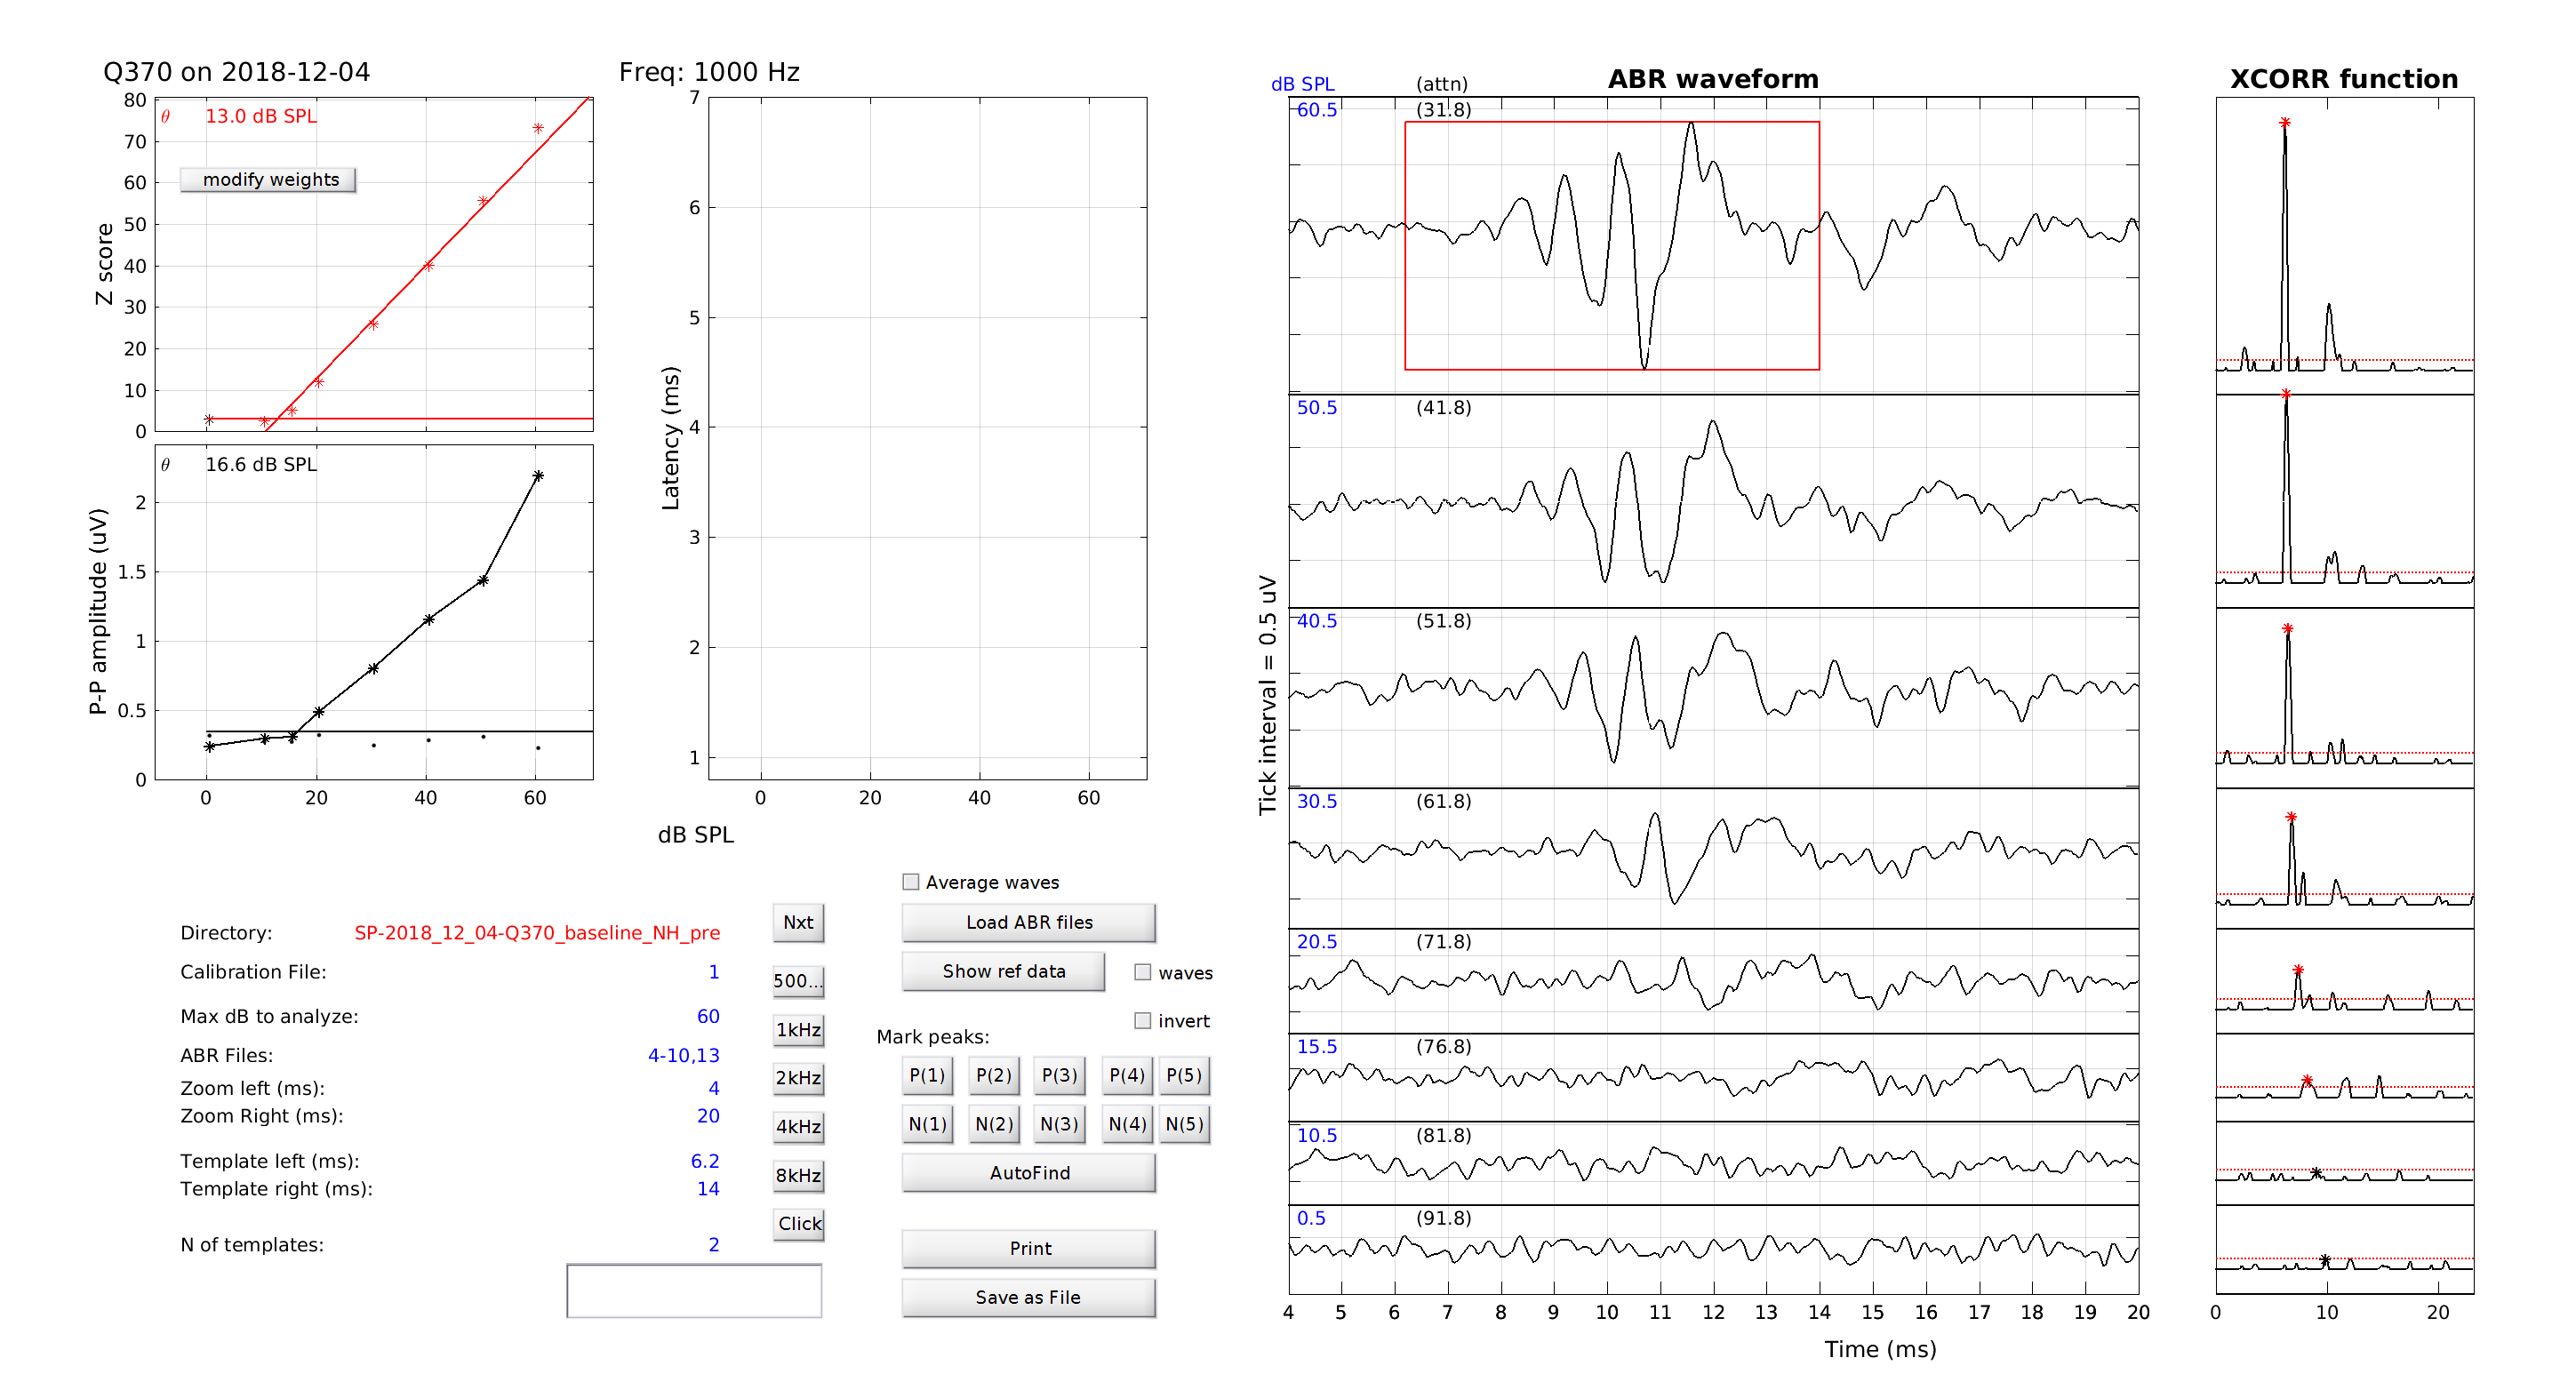 Q370 on 2018-12-04
Freq: 1000 Hz
80
70
60
50
40
30
20
10
0
Z score
θ 13.0 dB SPL
modify weights
θ 16.6 dB SPL
2
1.5
1
0.5
0
P-P amplitude (uV)
0 20 40 60
7
6
5
4
3
2
1
Latency (ms)
0 20 40 60
dB SPL
Directory: SP-2018_12_04-Q370_baseline_NH_pre
Calibration File: 1
Max dB to analyze: 60
ABR Files: 4-10,13
Zoom left (ms): 4
Zoom Right (ms): 20
Template left (ms): 6.2
Template right (ms): 14
N of templates: 2
Nxt
500...
1kHz
2kHz
4kHz
8kHz
Click
Average waves
Load ABR files
Show ref data
waves
invert
Mark peaks:
P(1) P(2) P(3) P(4) P(5)
N(1) N(2) N(3) N(4) N(5)
AutoFind
Print
Save as File
dB SPL (attn) ABR waveform
60.5 (31.8)
50.5 (41.8)
40.5 (51.8)
30.5 (61.8)
20.5 (71.8)
15.5 (76.8)
10.5 (81.8)
0.5 (91.8)
Tick interval = 0.5 uV
4 5 6 7 8 9 10 11 12 13 14 15 16 17 18 19 20
Time (ms)
XCORR function
0 10 20